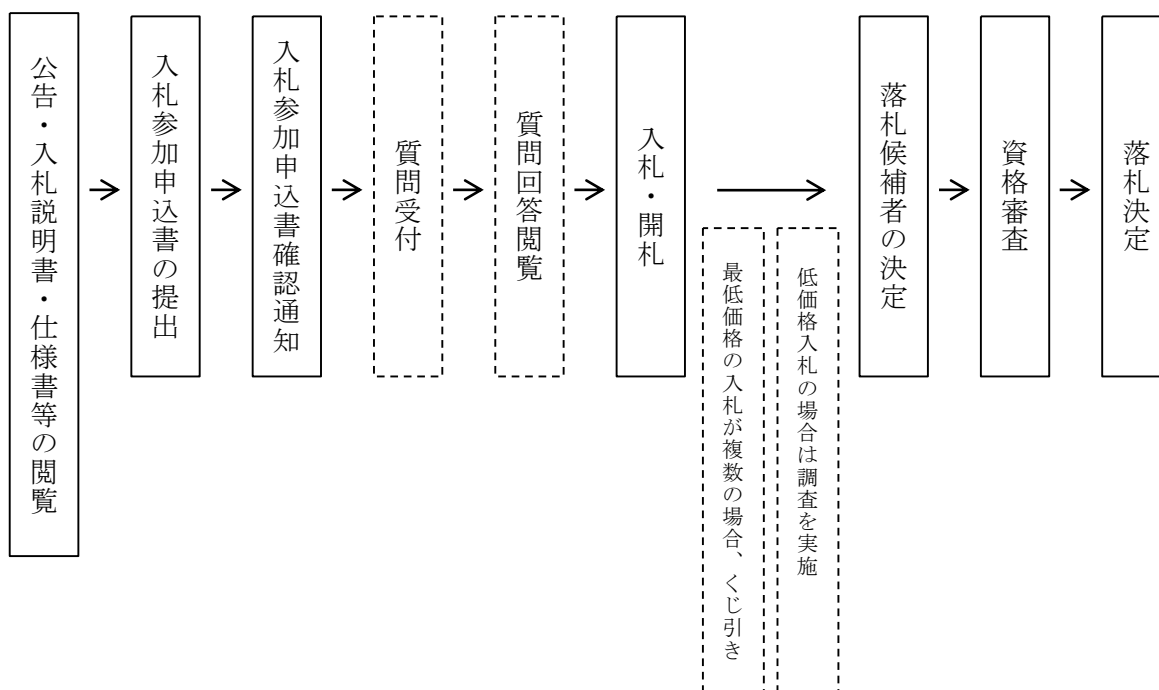 公告・入札説明書・仕様書等の閲覧
入札参加申込書の提出
入札参加申込書確認通知
質問受付
質問回答閲覧
入札・開札
最低価格の入札が複数の場合、くじ引き
低価格入札の場合は調査を実施
落札候補者の決定
資格審査
落札決定